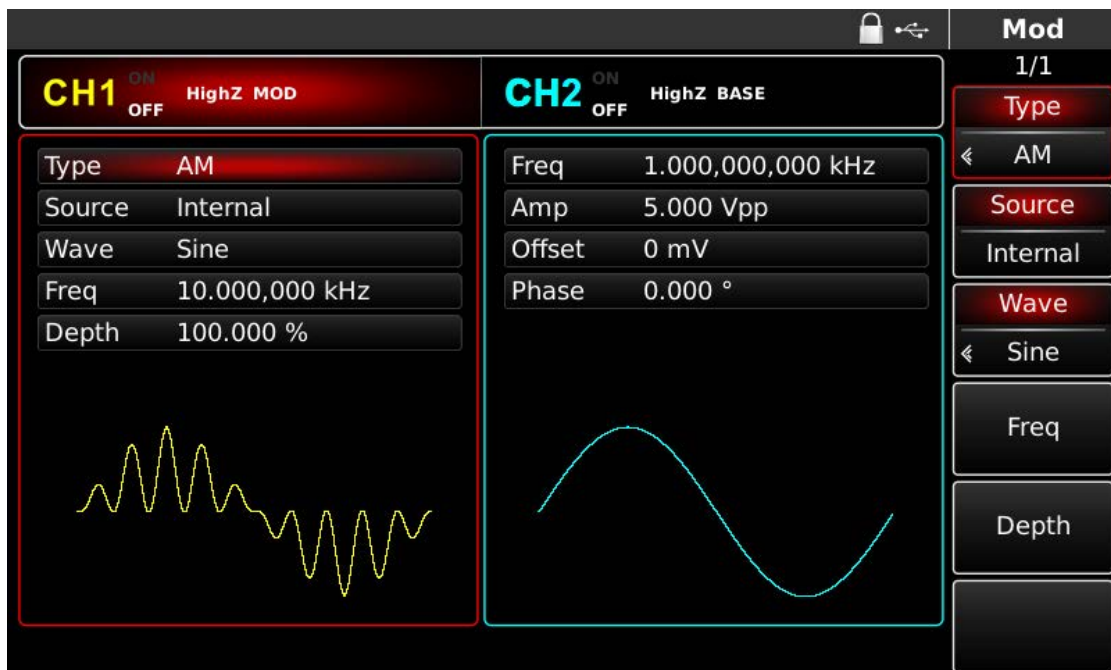 Mod
1/1
CH1 ON OFF HighZ MOD
CH2 ON OFF HighZ BASE
Type AM
Source Internal
Wave Sine
Freq 10.000,000 kHz
Depth 100.000 %
Freq 1.000,000,000 kHz
Amp 5.000 Vpp
Offset 0 mV
Phase 0.000 °
Type
AM
Source
Internal
Wave
Sine
Freq
Depth